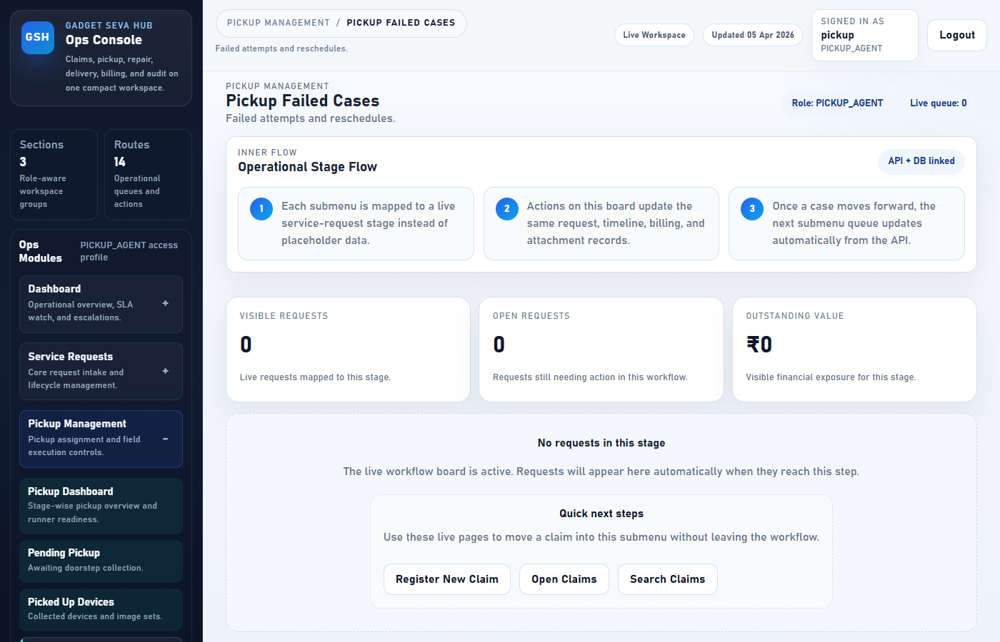 GSH
GADGET SEVA HUB
Ops Console
Claims, pickup, repair,
delivery, billing, and audit on
one compact workspace.
Sections
3
Role-aware
workspace
groups
Routes
14
Operational
queues and
actions
Ops
Modules
PICKUP_AGENT access
profile
Dashboard
Operational overview, SLA
watch, and escalations.
+
Service Requests
Core request intake and
lifecycle management.
+
Pickup Management
Pickup assignment and field
execution controls.
−
Pickup Dashboard
Stage-wise pickup overview and
runner readiness.
Pending Pickup
Awaiting doorstep collection.
Picked Up Devices
Collected devices and image sets.
PICKUP MANAGEMENT / PICKUP FAILED CASES
Failed attempts and reschedules.
Live Workspace
Updated 05 Apr 2026
SIGNED IN AS
pickup
PICKUP_AGENT
Logout
PICKUP MANAGEMENT
Pickup Failed Cases
Failed attempts and reschedules.
Role: PICKUP_AGENT
Live queue: 0
INNER FLOW
Operational Stage Flow
API + DB linked
1
Each submenu is mapped to a live
service-request stage instead of
placeholder data.
2
Actions on this board update the
same request, timeline, billing, and
attachment records.
3
Once a case moves forward, the
next submenu queue updates
automatically from the API.
VISIBLE REQUESTS
0
Live requests mapped to this stage.
OPEN REQUESTS
0
Requests still needing action in this workflow.
OUTSTANDING VALUE
₹0
Visible financial exposure for this stage.
No requests in this stage
The live workflow board is active. Requests will appear here automatically when they reach this step.
Quick next steps
Use these live pages to move a claim into this submenu without leaving the workflow.
Register New Claim
Open Claims
Search Claims